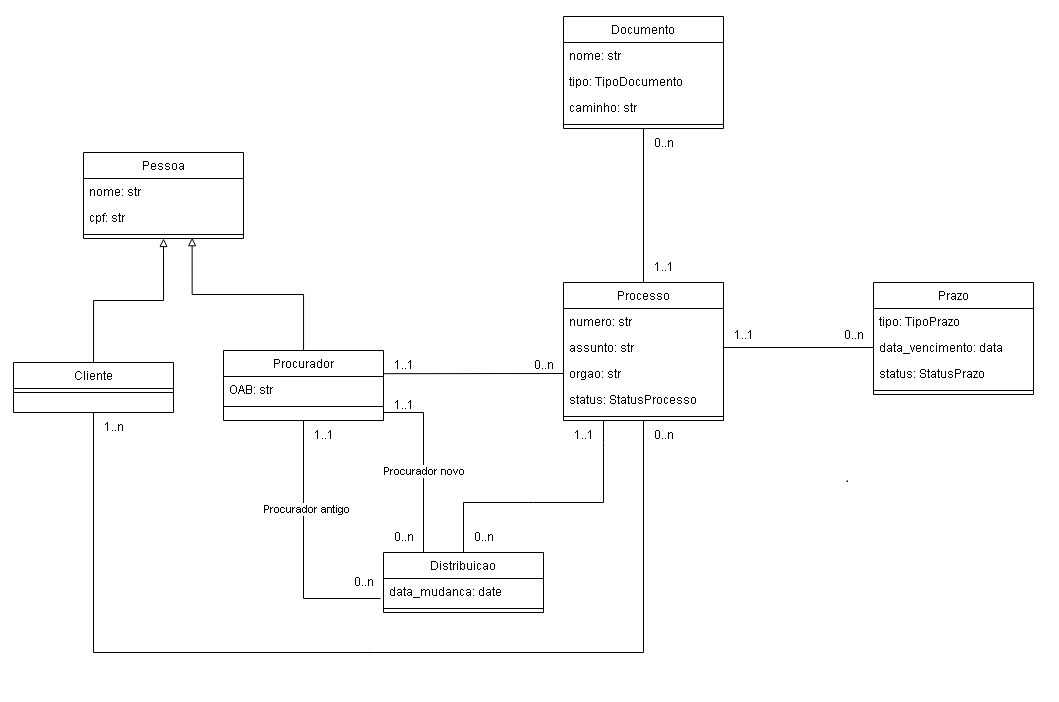 Documento
nome: str
tipo: TipoDocumento
caminho: str
0..n
Pessoa
nome: str
cpf: str
1..1
Processo
numero: str
assunto: str
orgao: str
status: StatusProcesso
Prazo
tipo: TipoPrazo
data_vencimento: data
status: StatusPrazo
1..1
0..n
Procurador
OAB: str
1..1
0..n
Cliente
1..n
1..1
1..1
1..1
0..n
Procurador novo
Procurador antigo
0..n
0..n
0..n
Distribuicao
data_mudanca: date